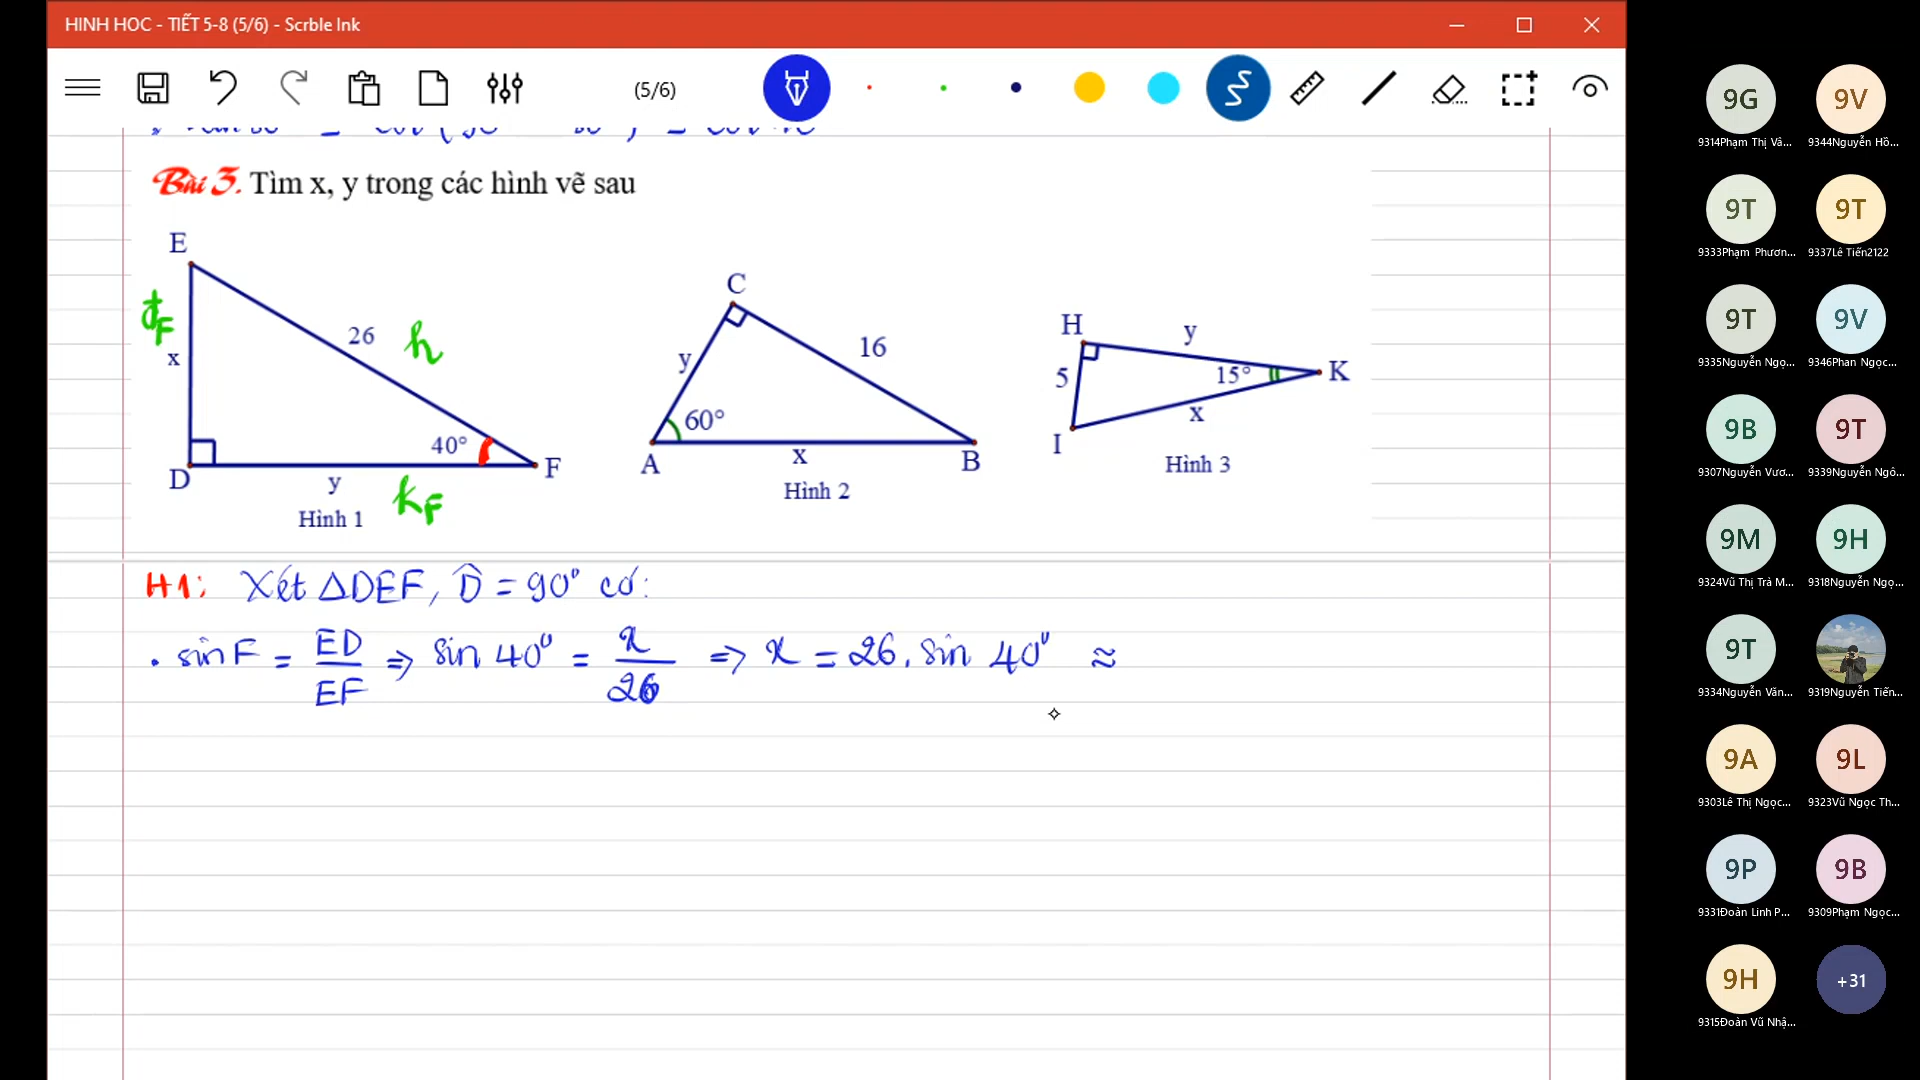 HINH HOC - TIẾT 5-8 (5/6) - Scrble Ink
(5/6)
Bài 3. Tìm x, y trong các hình vẽ sau
E
đF
x
26
h
D
40°
F
y
kF
Hình 1
C
y
16
60°
A
x
B
Hình 2
H
y
5
15°
K
x
I
Hình 3
H1: Xét △DEF, D̂ = 90° có:
• sin F = ED/EF => sin 40° = x/26 => x = 26. sin 40° ≈
9G
9V
9314Phạm Thị Vâ...
9344Nguyễn Hồ...
9T
9T
9333Phạm Phươn...
9337Lê Tiến2122
9T
9V
9335Nguyễn Ngọ...
9346Phan Ngọc...
9B
9T
9307Nguyễn Vươ...
9339Nguyễn Ngô...
9M
9H
9324Vũ Thị Trà M...
9318Nguyễn Ngọ...
9T
9334Nguyễn Văn...
9319Nguyễn Tiến...
9A
9L
9303Lê Thị Ngọc...
9323Vũ Ngọc Th...
9P
9B
9331Đoàn Linh P...
9309Phạm Ngọc...
9H
+31
9315Đoàn Vũ Nhậ...